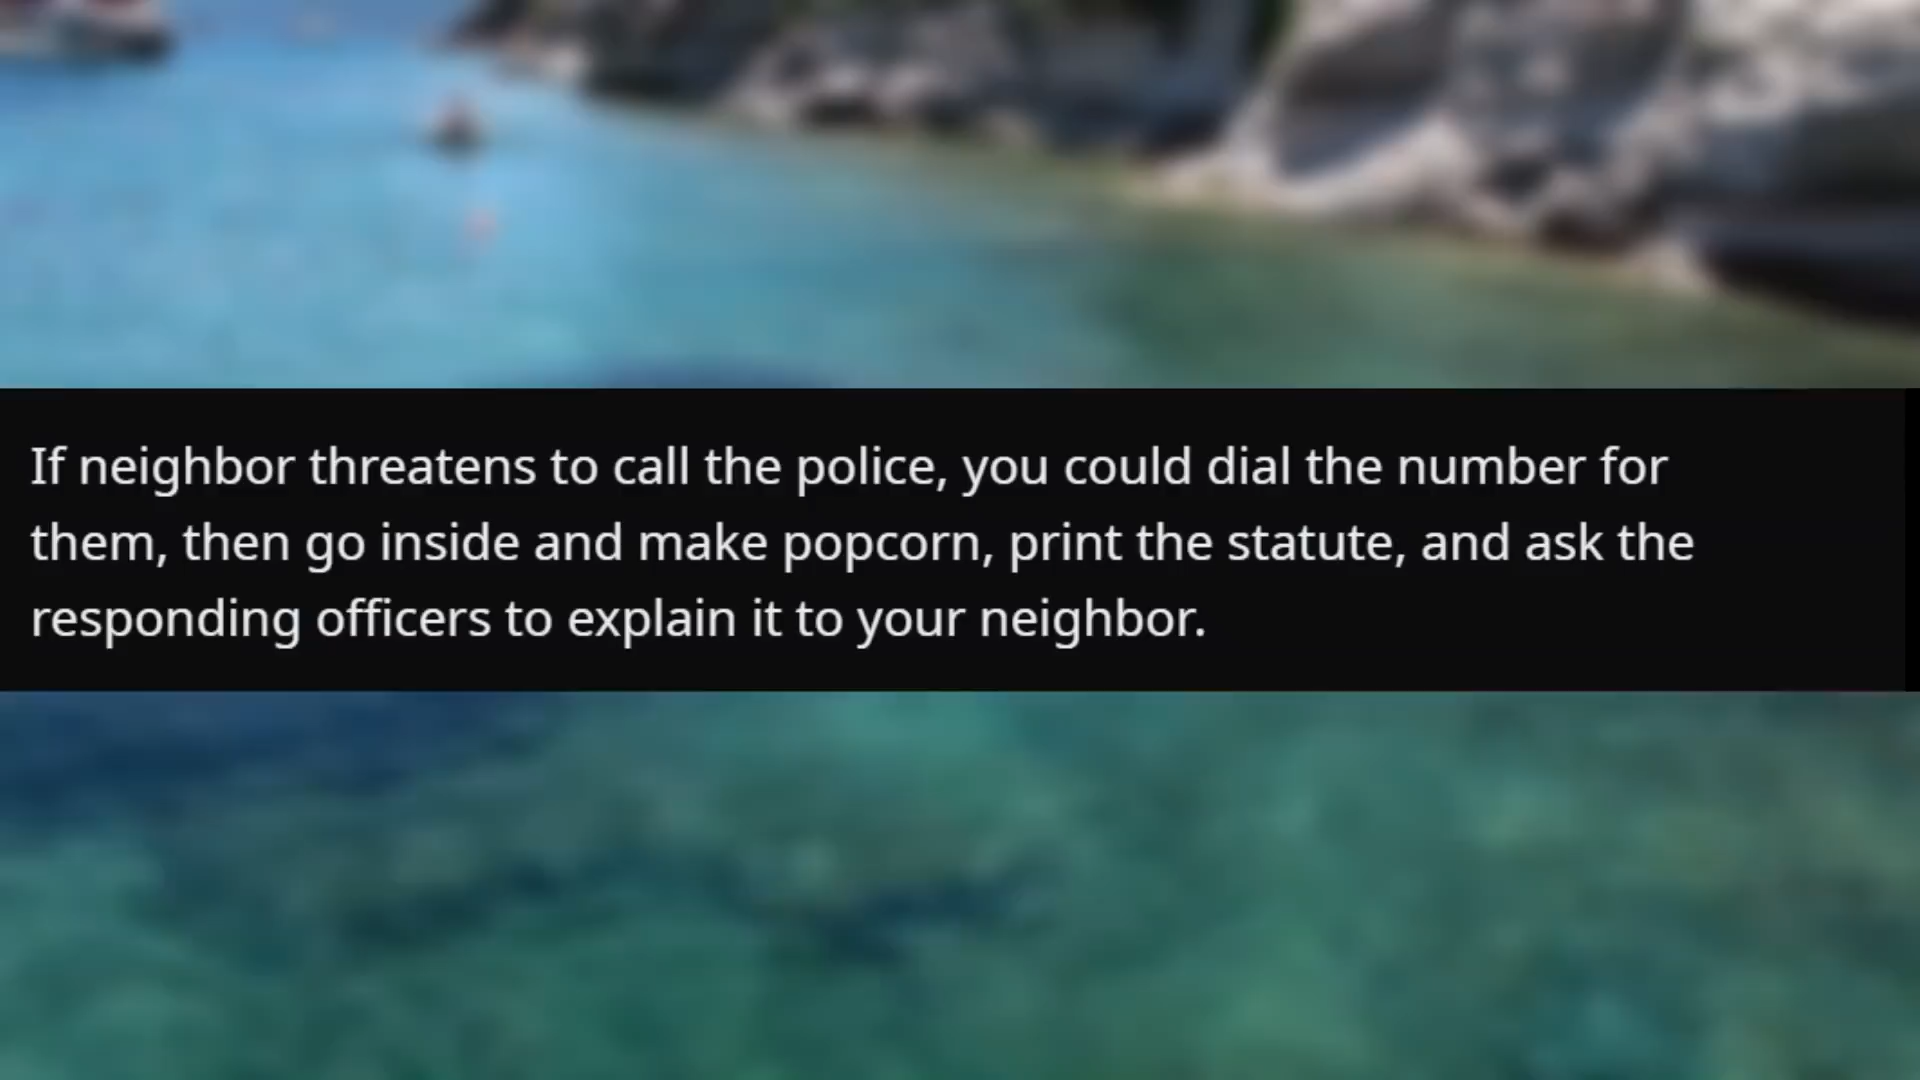 If neighbor threatens to call the police, you could dial the number for
them, then go inside and make popcorn, print the statute, and ask the
responding officers to explain it to your neighbor.